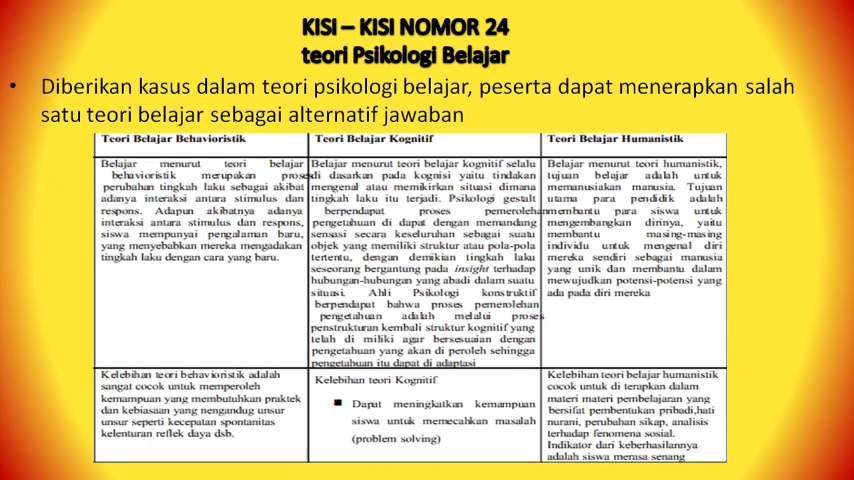 KISI – KISI NOMOR 24
teori Psikologi Belajar
• Diberikan kasus dalam teori psikologi belajar, peserta dapat menerapkan salah
satu teori belajar sebagai alternatif jawaban
Teori Belajar Behavioristik
Belajar menurut teori belajar
behavioristik merupakan proses
perubahan tingkah laku sebagai akibat
adanya interaksi antara stimulus dan
respons. Adapun akibatnya adanya
interaksi antara stimulus dan respons,
siswa mempunyai pengalaman baru,
yang menyebabkan mereka mengadakan
tingkah laku dengan cara yang baru.
Teori Belajar Kognitif
Belajar menurut teori belajar kognitif selalu
di dasarkan pada kognisi yaitu tindakan
mengenal atau memikirkan situasi dimana
tingkah laku itu terjadi. Psikologi gestalt
berpendapat proses pemerolehan
pengetahuan di dapat dengan memandang
sensasi secara keseluruhan sebagai suatu
objek yang memiliki struktur atau pola-pola
tertentu, dengan demikian tingkah laku
seseorang bergantung pada insight terhadap
hubungan-hubungan yang abadi dalam suatu
situasi. Ahli Psikologi konstruktif
berpendapat bahwa proses pemerolehan
pengetahuan adalah melalui proses
penstrukturan kembali struktur kognitif yang
telah di miliki agar bersesuaian dengan
pengetahuan yang akan di peroleh sehingga
pengetahuan itu dapat di adaptasi
Teori Belajar Humanistik
Belajar menurut teori humanistik,
tujuan belajar adalah untuk
memanusiakan manusia. Tujuan
utama para pendidik adalah
membantu para siswa untuk
mengembangkan dirinya, yaitu
membantu masing-masing
individu untuk mengenal diri
mereka sendiri sebagai manusia
yang unik dan membantu dalam
mewujudkan potensi-potensi yang
ada pada diri mereka
Kelebihan teori behavioristik adalah
sangat cocok untuk memperoleh
kemampuan yang membutuhkan praktek
dan kebiasaan yang nengandug unsur
unsur seperti kecepatan spontanitas
kelenturan reflek daya dsb.
Kelebihan teori Kognitif
■ Dapat meningkatkan kemampuan
siswa untuk memecahkan masalah
(problem solving)
Kelebihan teori belajar humanistik
cocok untuk di terapkan dalam
materi materi pembelajaran yang
bersifat pembentukan pribadi,hati
nurani, perubahan sikap, analisis
terhadap fenomena sosial.
Indikator dari keberhasilannya
adalah siswa merasa senang